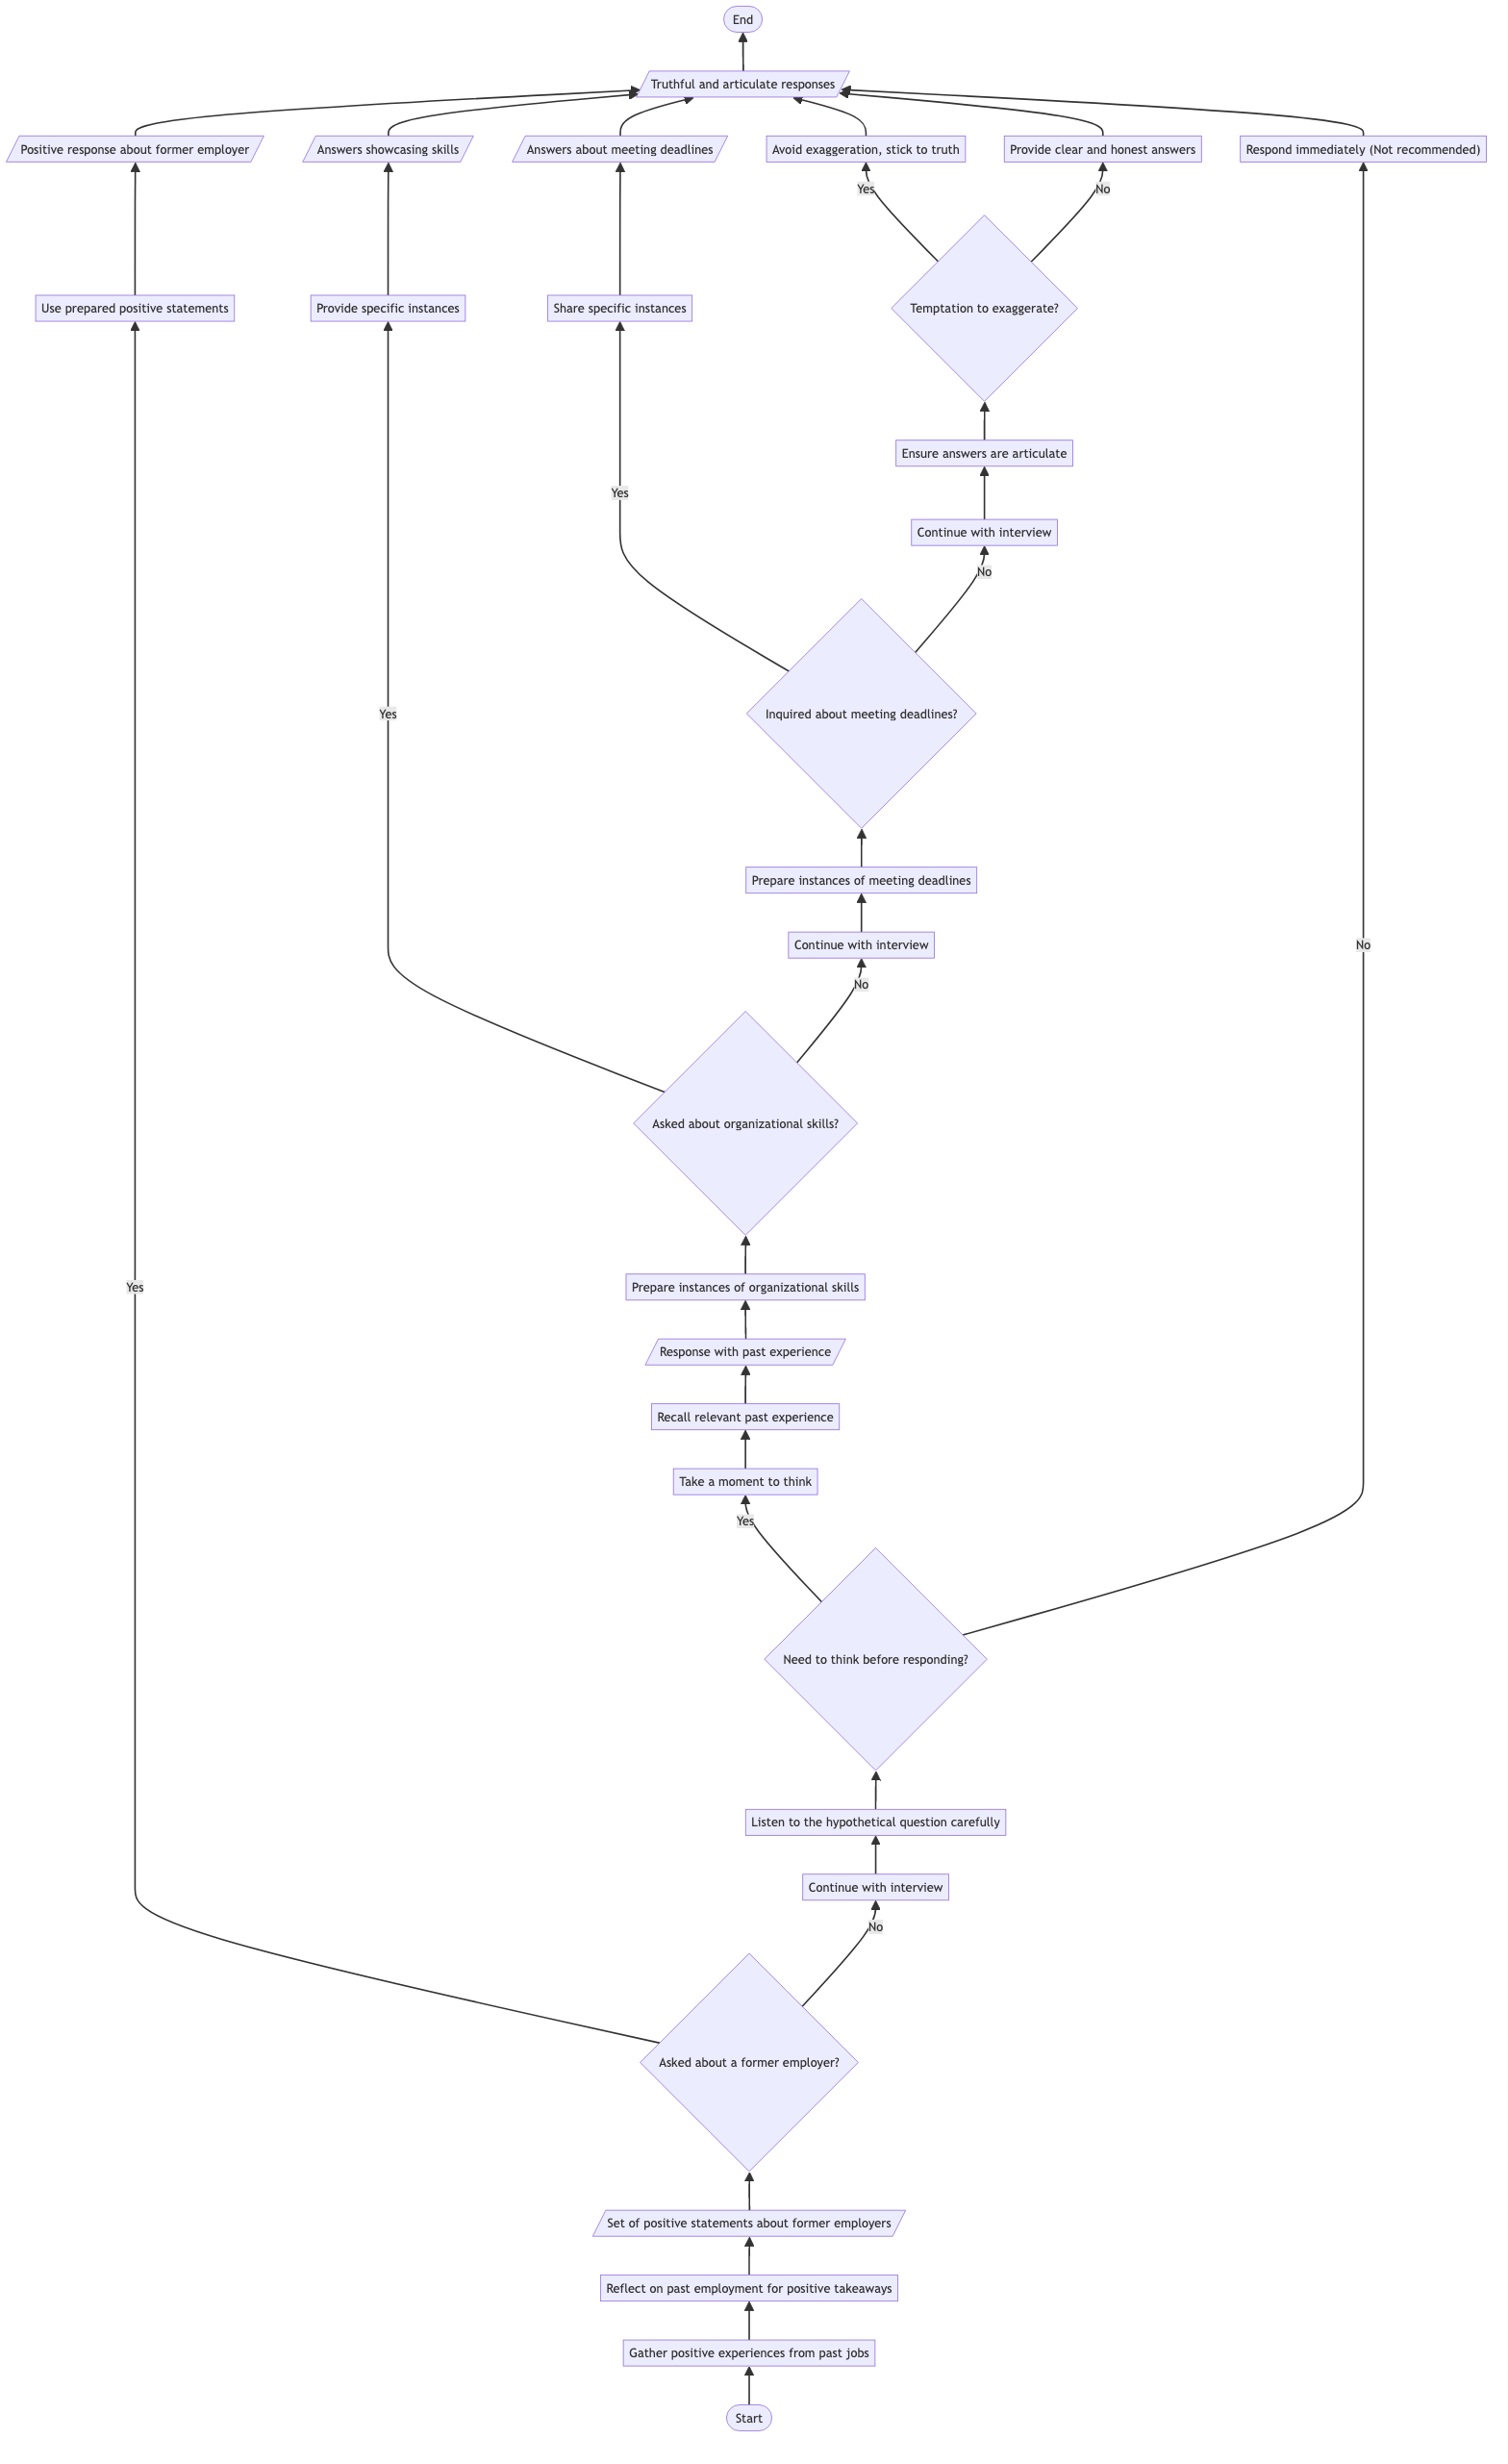 End
Truthful and articulate responses
Positive response about former employer
Answers showcasing skills
Answers about meeting deadlines
Avoid exaggeration, stick to truth
Provide clear and honest answers
Respond immediately (Not recommended)
Yes
No
Use prepared positive statements
Provide specific instances
Share specific instances
Temptation to exaggerate?
Ensure answers are articulate
Yes
Continue with interview
No
Yes
Inquired about meeting deadlines?
Prepare instances of meeting deadlines
Continue with interview
No
No
Asked about organizational skills?
Yes
Prepare instances of organizational skills
Response with past experience
Recall relevant past experience
Take a moment to think
Yes
Need to think before responding?
Listen to the hypothetical question carefully
Continue with interview
No
Asked about a former employer?
Set of positive statements about former employers
Reflect on past employment for positive takeaways
Gather positive experiences from past jobs
Start